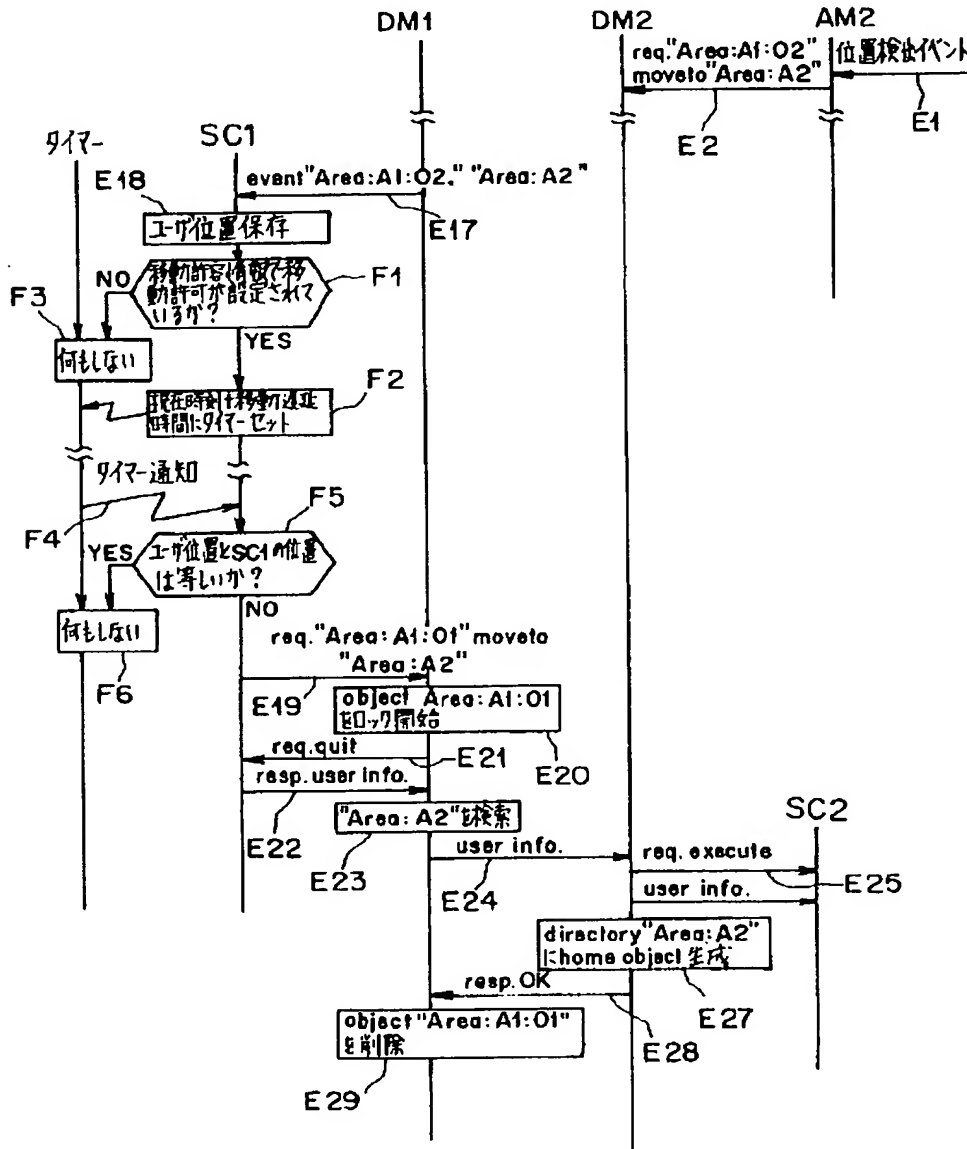 DM1
DM2
AM2
req."Area:A1:O2"
moveto"Area:A2"
位置検出イベント
E1
E2
タイマー
SC1
E18
event"Area:A1:O2," "Area:A2"
E17
ユーザ位置保存
移動許容情報で移
動許可が設定されて
いるか?
F1
NO
F3
YES
何もしない
F2
現在時刻+移動遅延
時間にタイマーセット
タイマー通知
F4
F5
YES
ユーザ位置とSC1の位置
は等しいか?
NO
何もしない
F6
req."Area:A1:O1"moveto
"Area:A2"
E19
object Area:A1:O1
をロック開始
E20
req.quit
E21
resp.user info.
E22
"Area:A2"を検索
E23
SC2
user info.
E24
req.execute
E25
user info.
directory"Area:A2"
にhome object生成
E27
resp.OK
E28
object"Area:A1:O1"
を削除
E29